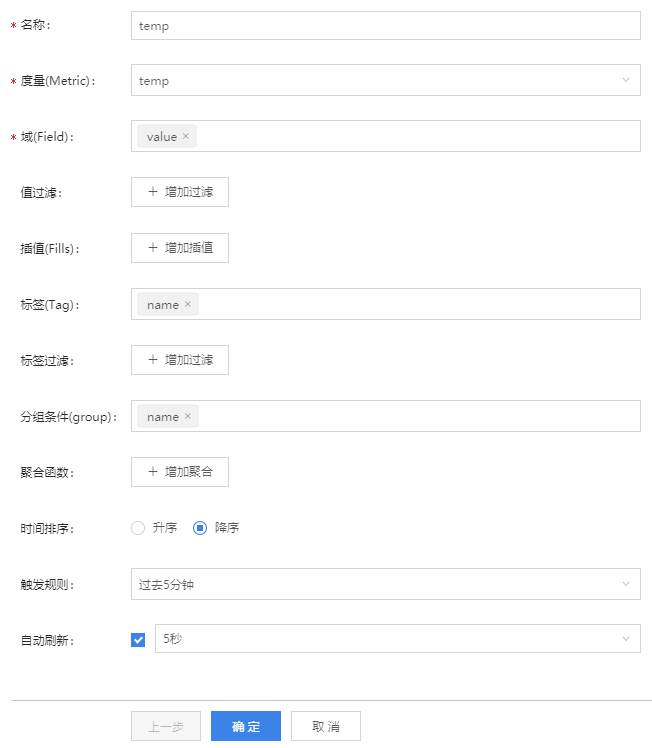 * 名称: temp
* 度量(Metric): temp
* 域(Field): value ×
值过滤: + 增加过滤
插值(Fills): + 增加插值
标签(Tag): name ×
标签过滤: + 增加过滤
分组条件(group): name ×
聚合函数: + 增加聚合
时间排序: 升序 降序
触发规则: 过去5分钟
自动刷新: 5秒
上一步 确定 取消